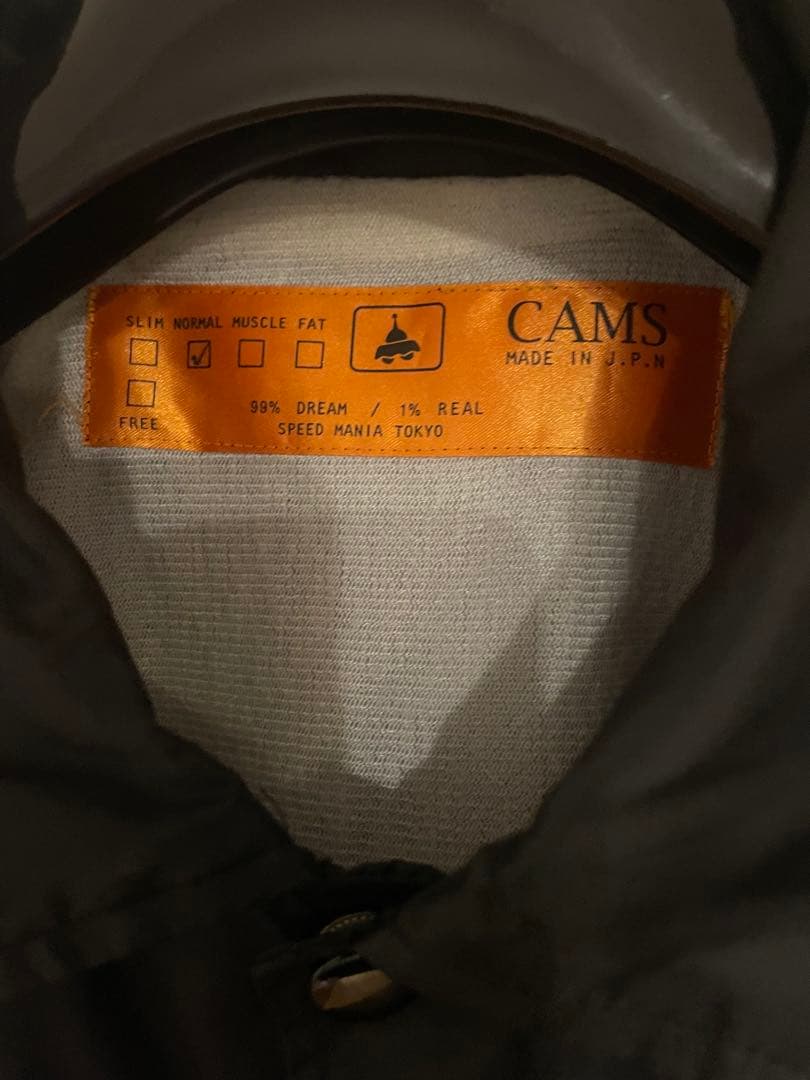 SLIM NORMAL MUSCLE FAT
FREE
CAMS
MADE IN J.P.N
99% DREAM / 1% REAL
SPEED MANIA TOKYO